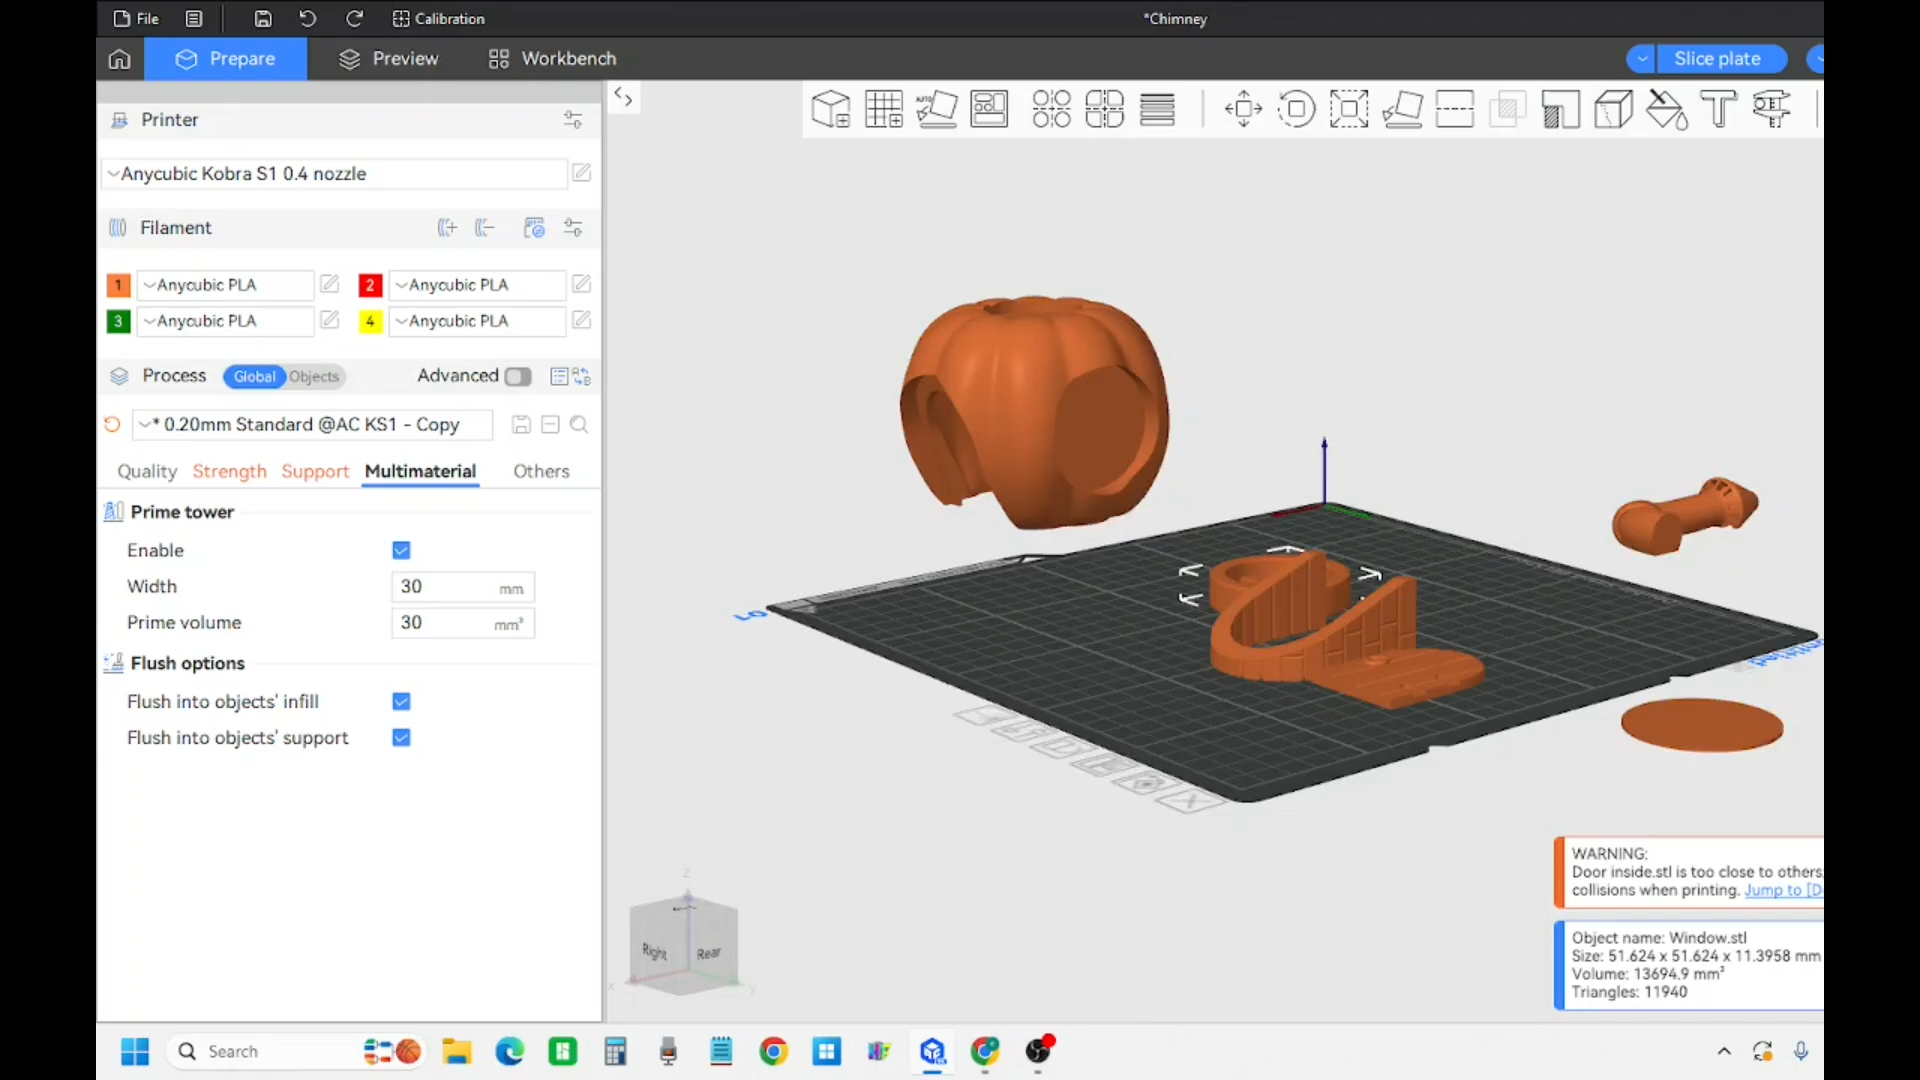 File
Calibration
*Chimney
Prepare
Preview
Workbench
Slice plate
Printer
Anycubic Kobra S1 0.4 nozzle
Filament
1 Anycubic PLA
2 Anycubic PLA
3 Anycubic PLA
4 Anycubic PLA
Process
Global
Objects
Advanced
* 0.20mm Standard @AC KS1 - Copy
Quality
Strength
Support
Multimaterial
Others
Prime tower
Enable
Width
30
mm
Prime volume
30
mm³
Flush options
Flush into objects' infill
Flush into objects' support
AUTO
Right
Rear
Z
X
Y
WARNING:
Door inside.stl is too close to others
collisions when printing. Jump to [D
Object name: Window.stl
Size: 51.624 x 51.624 x 11.3958 mm
Volume: 13694.9 mm³
Triangles: 11940
Search